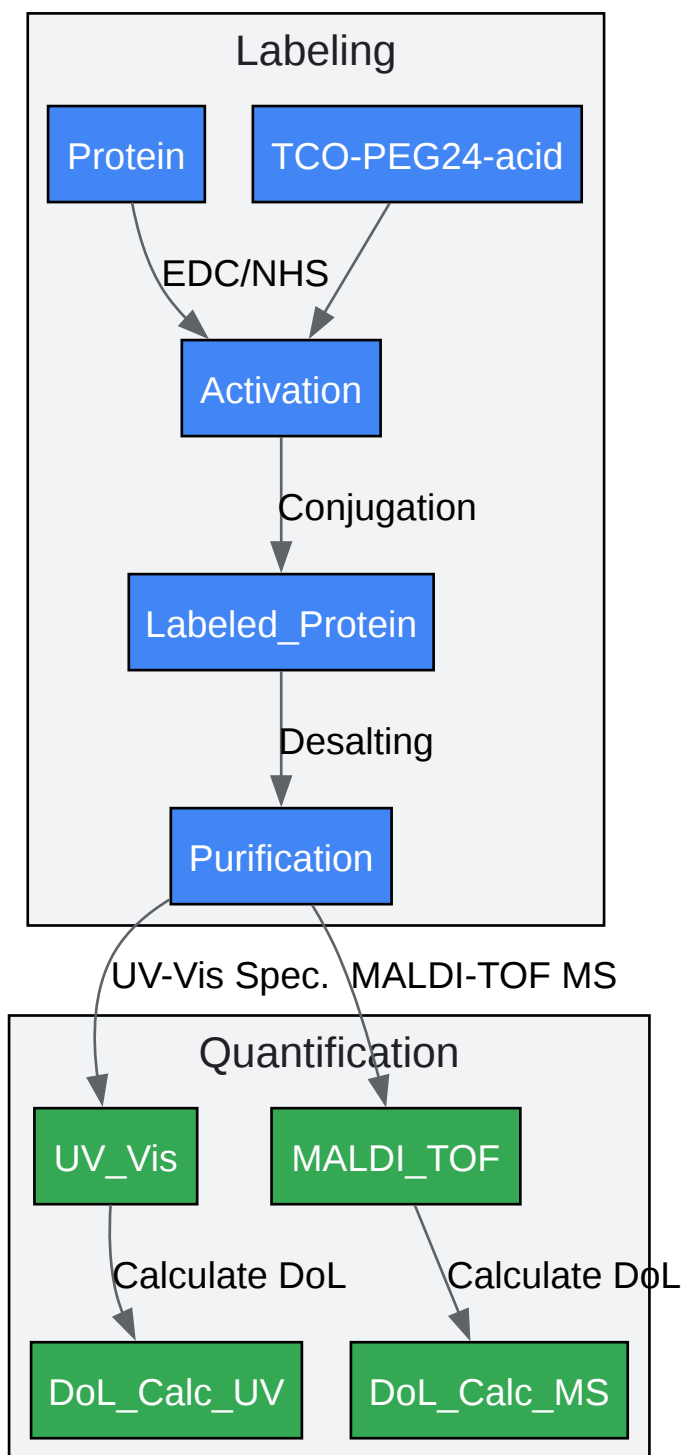 Labeling
Protein
TCO-PEG24-acid
EDC/NHS
Activation
Conjugation
Labeled_Protein
Desalting
Purification
UV-Vis Spec.
MALDI-TOF MS
Quantification
UV_Vis
MALDI_TOF
Calculate DoL
Calculate DoL
DoL_Calc_UV
DoL_Calc_MS